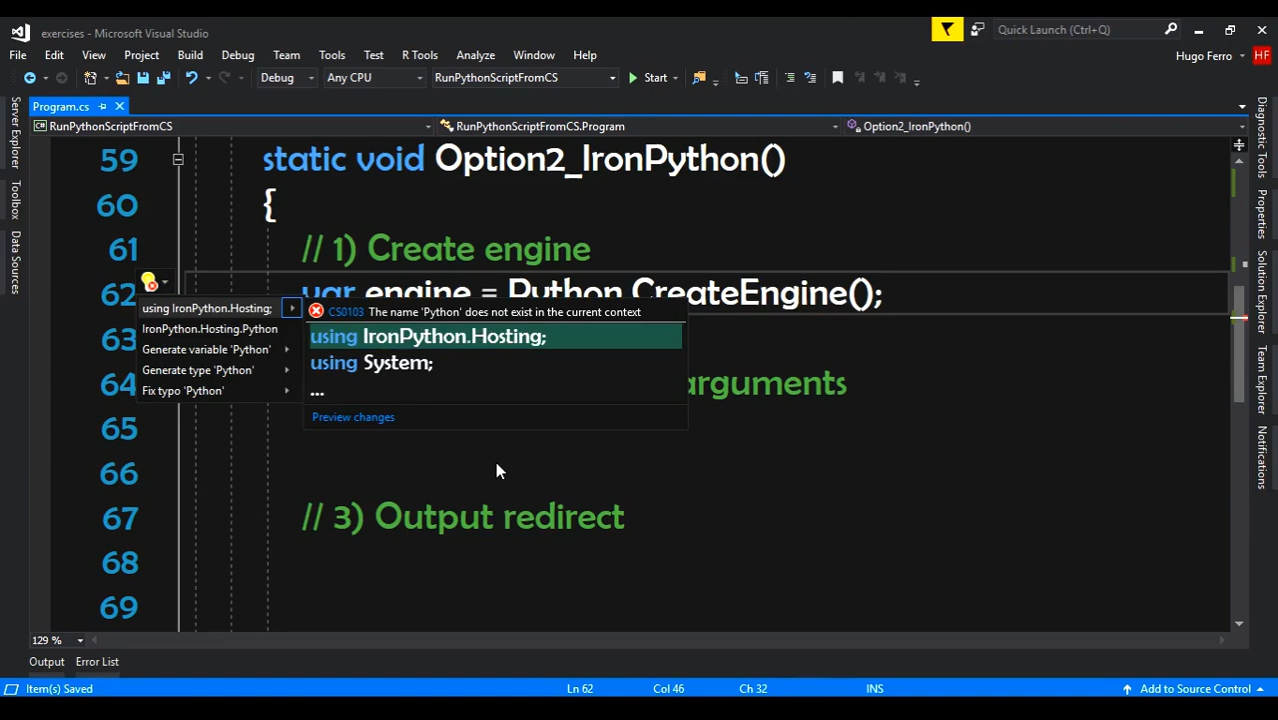 exercises - Microsoft Visual Studio
Quick Launch (Ctrl+Q)
File Edit View Project Build Debug Team Tools Test R Tools Analyze Window Help
Hugo Ferro HF
Debug Any CPU RunPythonScriptFromCS Start
Program.cs
RunPythonScriptFromCS RunPythonScriptFromCS.Program Option2_IronPython()
Server Explorer
Toolbox
Data Sources
59 static void Option2_IronPython()
60 {
61 // 1) Create engine
62 var engine = Python.CreateEngine();
using IronPython.Hosting;
IronPython.Hosting.Python
Generate variable 'Python'
Generate type 'Python'
Fix typo 'Python'
CS0103 The name 'Python' does not exist in the current context
using IronPython.Hosting;
using System;
...
Preview changes
63
64 arguments
65
66
67 // 3) Output redirect
68
69
Diagnostic Tools
Properties
Solution Explorer
Team Explorer
Notifications
129 %
Output Error List
Item(s) Saved Ln 62 Col 46 Ch 32 INS Add to Source Control